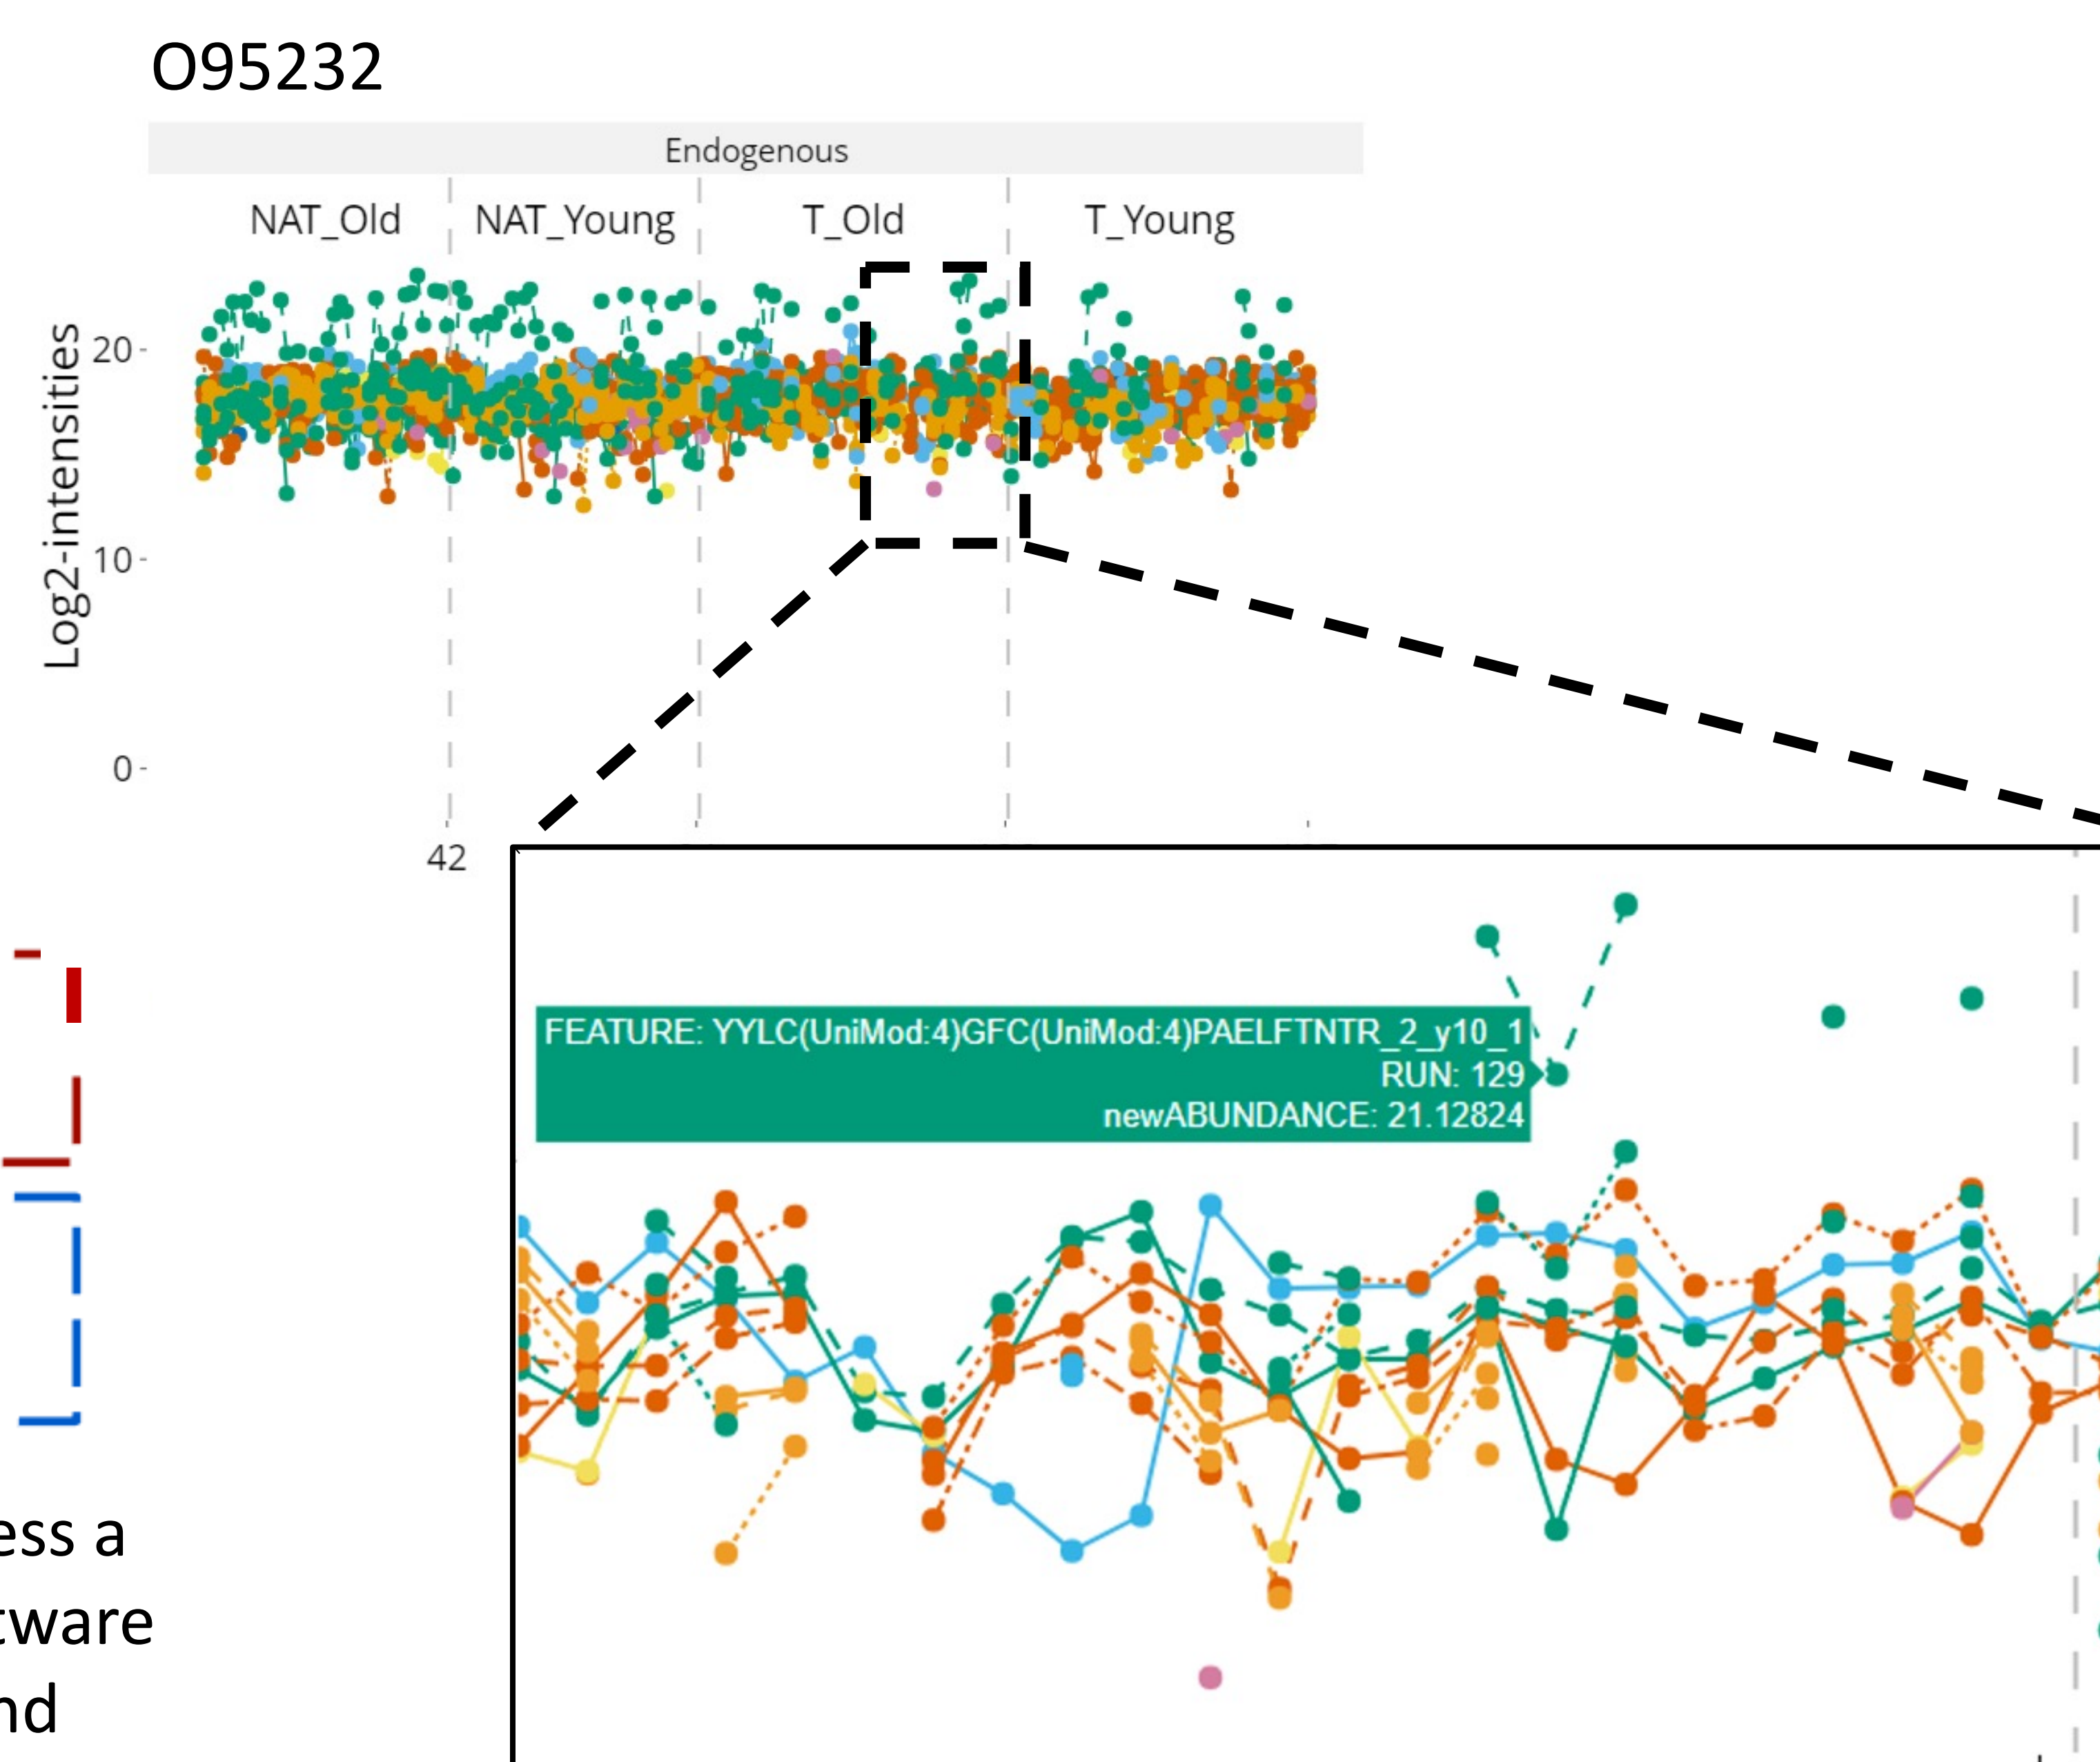 O95232
Endogenous
NAT_Old NAT_Young T_Old T_Young
Log2-intensities
20
10
0
42
FEATURE: YYLC(UniMod:4)GFC(UniMod:4)PAELFTNTR_2_y10_1
RUN: 129
newABUNDANCE: 21.12824
ess a
tware
nd